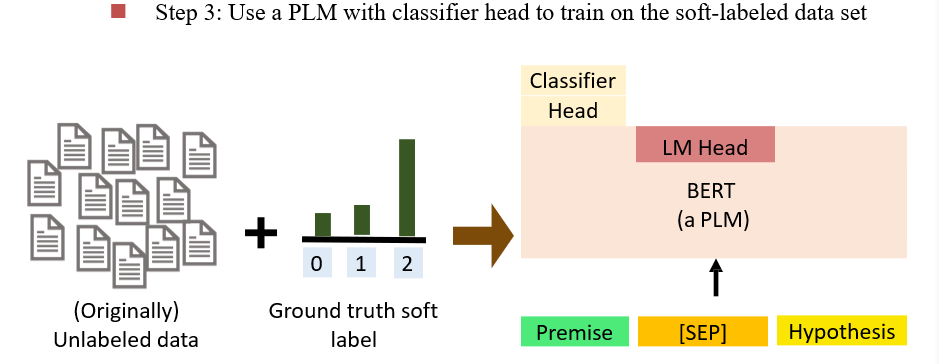 Step 3: Use a PLM with classifier head to train on the soft-labeled data set
Classifier
Head
LM Head
BERT
(a PLM)
0 1 2
(Originally)
Unlabeled data
Ground truth soft
label
Premise [SEP] Hypothesis